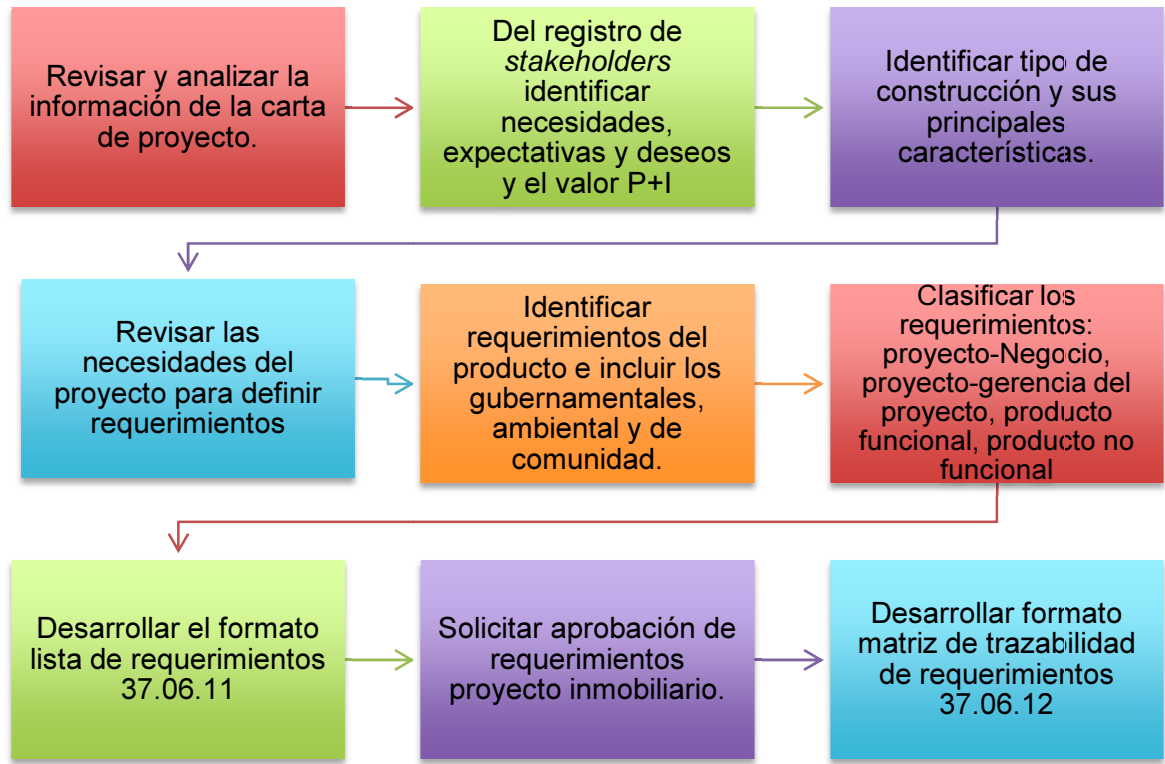 Revisar y analizar la
información de la carta
de proyecto.
Del registro de
stakeholders
identificar
necesidades,
expectativas y deseos
y el valor P+I
Identificar tipo de
construcción y sus
principales
características.
Revisar las
necesidades del
proyecto para definir
requerimientos
Identificar
requerimientos del
producto e incluir los
gubernamentales,
ambiental y de
comunidad.
Clasificar los
requerimientos:
proyecto-Negocio,
proyecto-gerencia del
proyecto, producto
funcional, producto no
funcional
Desarrollar el formato
lista de requerimientos
37.06.11
Solicitar aprobación de
requerimientos
proyecto inmobiliario.
Desarrollar formato
matriz de trazabilidad
de requerimientos
37.06.12